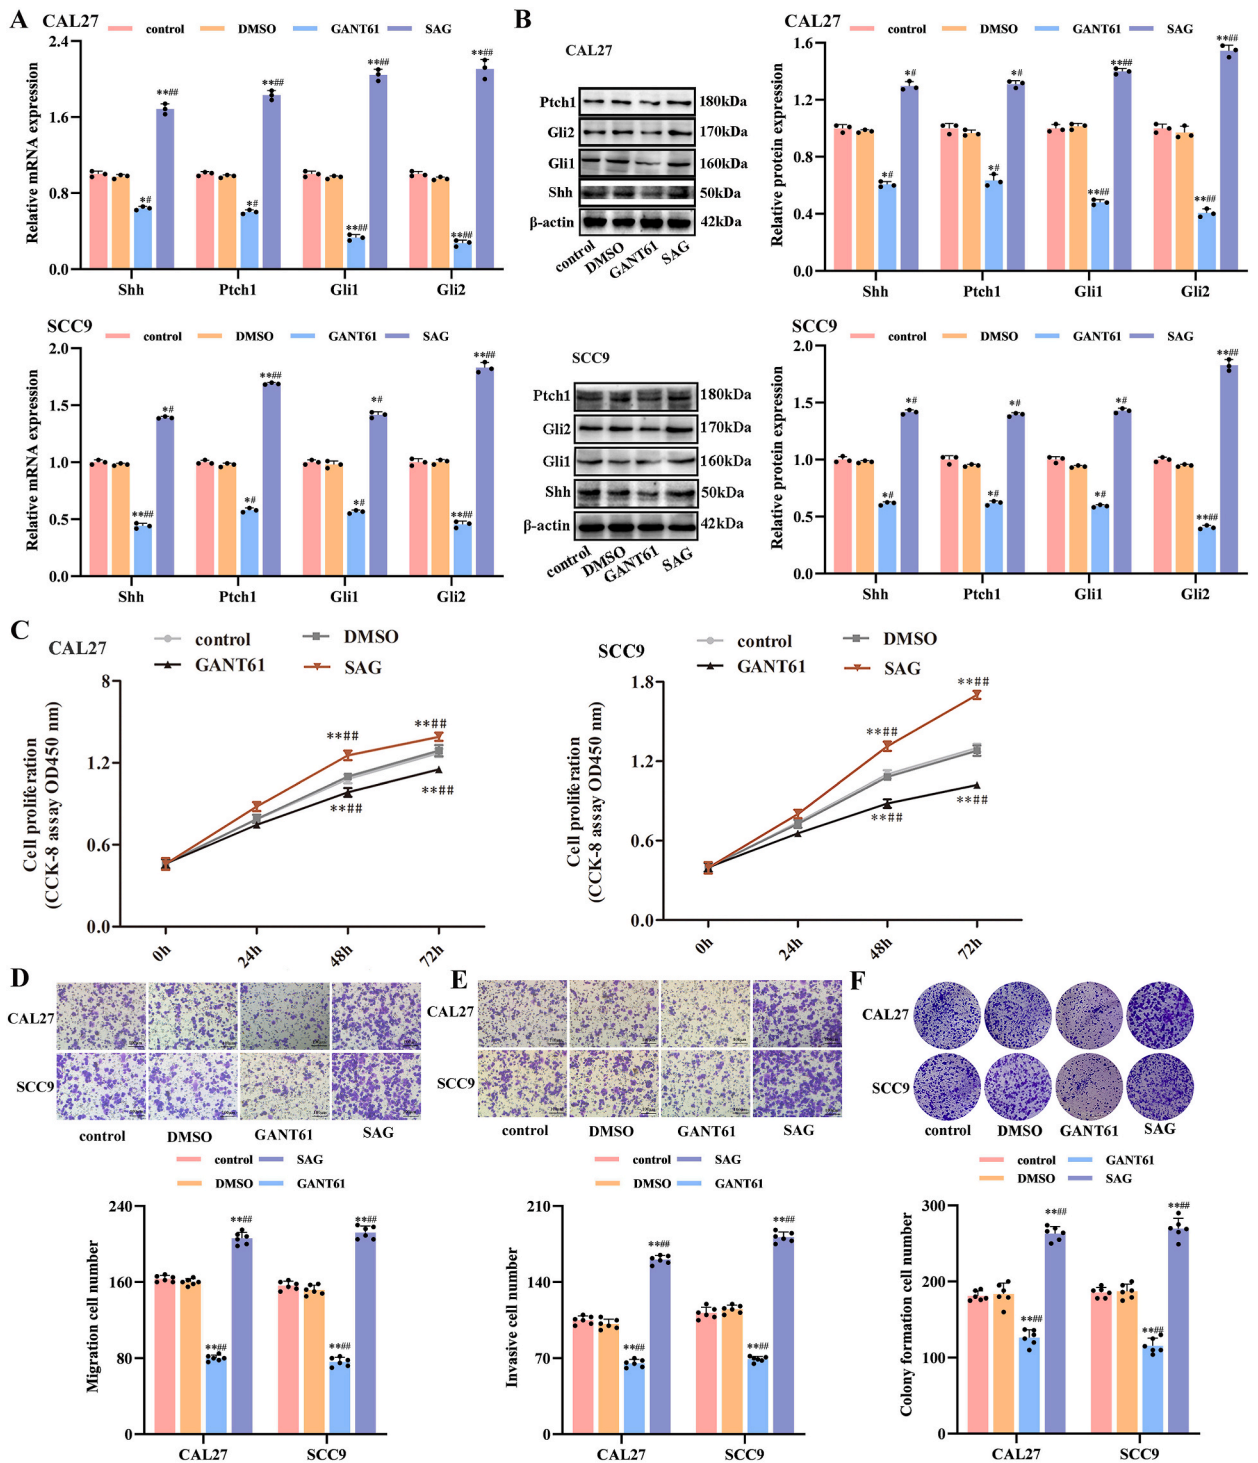 A
CAL27
control DMSO GANT61 SAG
Relative mRNA expression
2.4
1.6
0.8
0.0
**## **## **## **##
*# *# **## **##
Shh Ptch1 Gli1 Gli2
SCC9
control DMSO GANT61 SAG
Relative mRNA expression
2.0
1.5
1.0
0.5
0.0
*# **## *# **##
**## *# *# **##
Shh Ptch1 Gli1 Gli2
B
CAL27
Ptch1 180kDa
Gli2 170kDa
Gli1 160kDa
Shh 50kDa
β-actin 42kDa
control DMSO GANT61 SAG
CAL27
control DMSO GANT61 SAG
Relative protein expression
1.6
1.2
0.8
0.4
0.0
*# *# **## **##
*# *# **## **##
Shh Ptch1 Gli1 Gli2
SCC9
Ptch1 180kDa
Gli2 170kDa
Gli1 160kDa
Shh 50kDa
β-actin 42kDa
control DMSO GANT61 SAG
SCC9
control DMSO GANT61 SAG
Relative protein expression
2.0
1.5
1.0
0.5
0.0
*# *# *# **##
*# *# *# **##
Shh Ptch1 Gli1 Gli2
C
CAL27
control DMSO
GANT61 SAG
Cell proliferation
(CCK-8 assay OD450 nm)
8
1.2
0.6
0.0
**## **##
**## **##
0h 24h 48h 72h
SCC9
control DMSO
GANT61 SAG
Cell proliferation
(CCK-8 assay OD450 nm)
1.8
1.2
0.6
0.0
**## **##
**## **##
0h 24h 48h 72h
D
CAL27
SCC9
control DMSO GANT61 SAG
control SAG
DMSO GANT61
Migration cell number
240
160
80
0
**## **##
**## **##
CAL27 SCC9
E
CAL27
SCC9
control DMSO GANT61 SAG
control SAG
DMSO GANT61
Invasive cell number
210
140
70
0
**## **##
**## **##
CAL27 SCC9
F
CAL27
SCC9
control DMSO GANT61 SAG
control GANT61
DMSO SAG
Colony formation cell number
300
200
100
0
**## **##
**## **##
CAL27 SCC9